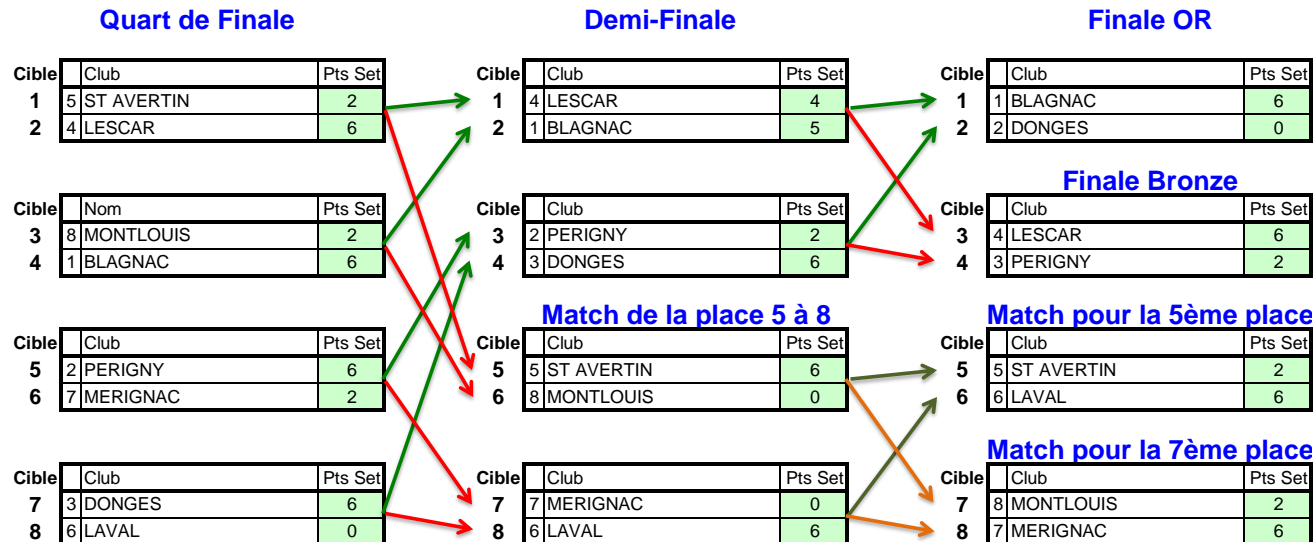 Quart de Finale Demi-Finale Finale OR
Cible Club Pts Set Cible Club Pts Set Cible Club Pts Set
1 5 ST AVERTIN 2 1 4 LESCAR 4 1 1 BLAGNAC 6
2 4 LESCAR 6 2 1 BLAGNAC 5 2 2 DONGES 0
Finale Bronze
Cible Nom Pts Set Cible Club Pts Set Cible Club Pts Set
3 8 MONTLOUIS 2 3 2 PERIGNY 2 3 4 LESCAR 6
4 1 BLAGNAC 6 4 3 DONGES 6 4 3 PERIGNY 2
Match de la place 5 à 8 Match pour la 5ème place
Cible Club Pts Set Cible Club Pts Set Cible Club Pts Set
5 2 PERIGNY 6 5 5 ST AVERTIN 6 5 5 ST AVERTIN 2
6 7 MERIGNAC 2 6 8 MONTLOUIS 0 6 6 LAVAL 6
Match pour la 7ème place
Cible Club Pts Set Cible Club Pts Set Cible Club Pts Set
7 3 DONGES 6 7 7 MERIGNAC 0 7 8 MONTLOUIS 2
8 6 LAVAL 0 8 6 LAVAL 6 8 7 MERIGNAC 6